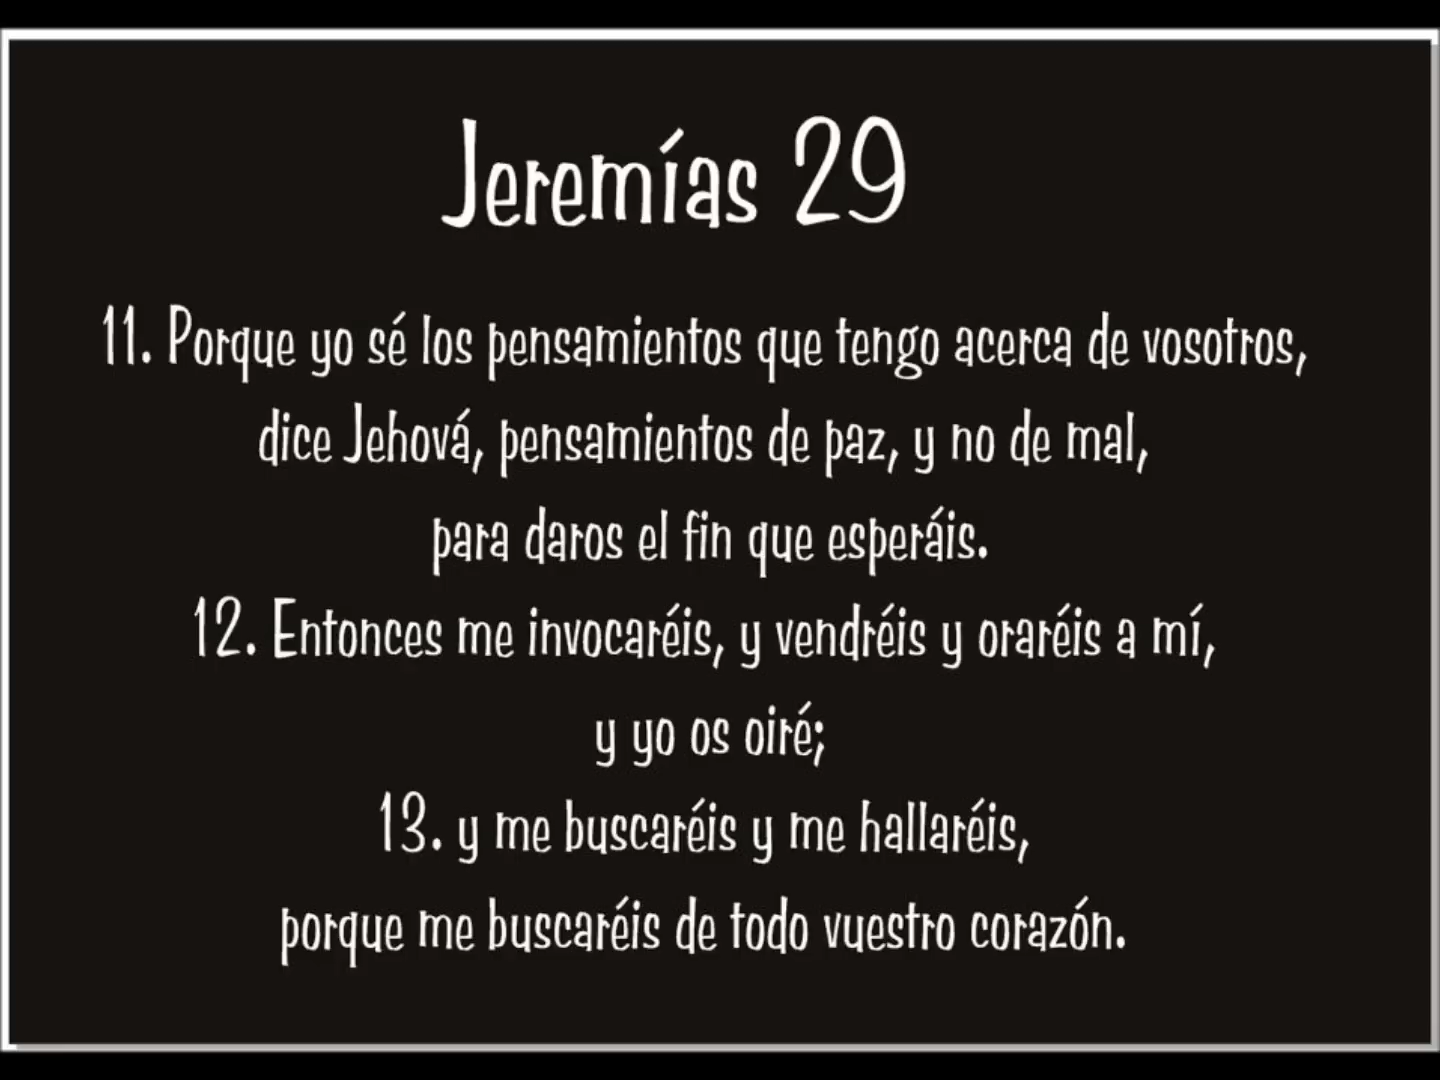 Jeremías 29
11. Porque yo sé los pensamientos que tengo acerca de vosotros,
dice Jehová, pensamientos de paz, y no de mal,
para daros el fin que esperáis.
12. Entonces me invocaréis, y vendréis y oraréis a mí,
y yo os oiré;
13. y me buscaréis y me hallaréis,
porque me buscaréis de todo vuestro corazón.